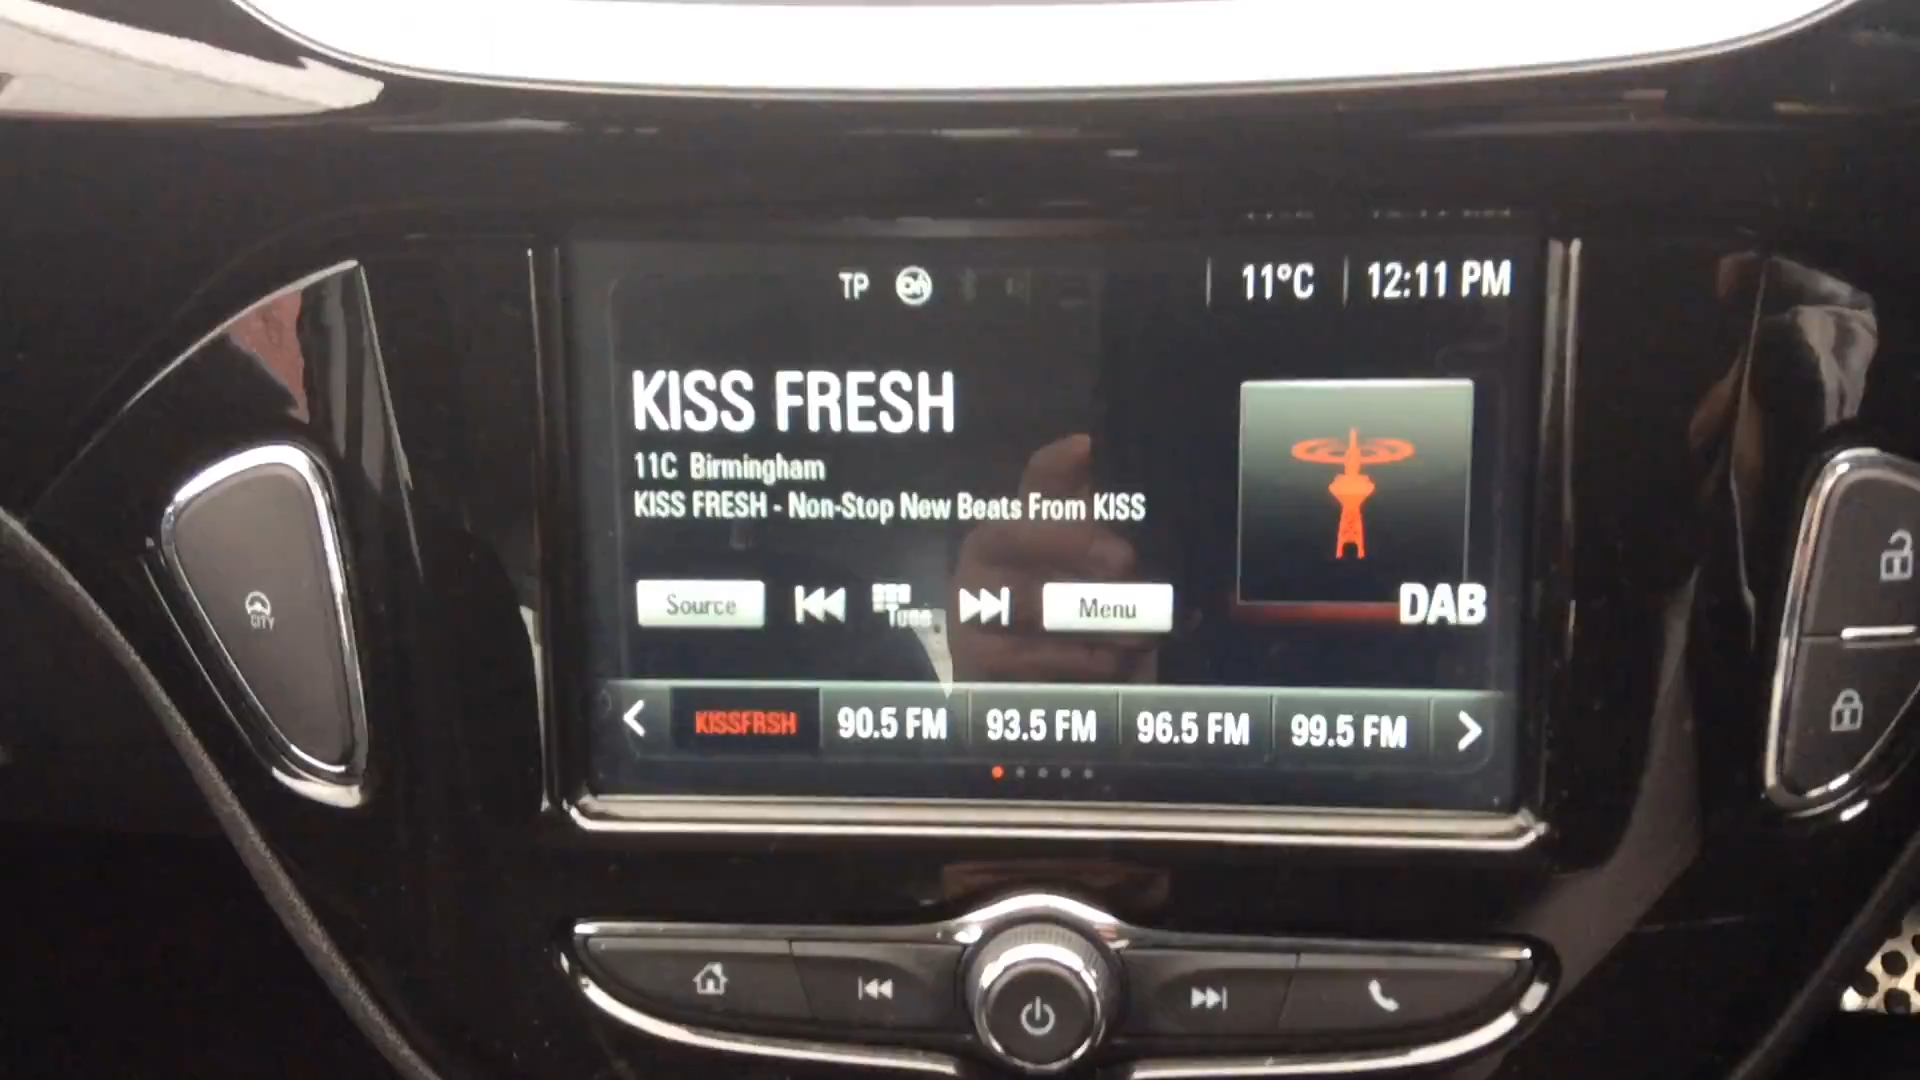 TP
11°C 12:11 PM
KISS FRESH
11C Birmingham
KISS FRESH - Non-Stop New Beats From KISS
Source Tune Menu
DAB
KISSFRSH 90.5 FM 93.5 FM 96.5 FM 99.5 FM
CITY